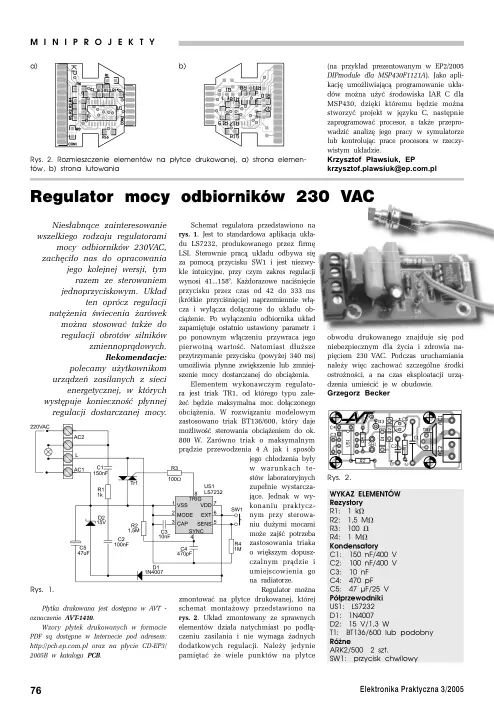 MINIPROJEKTY
a)
b)
Rys. 2. Rozmieszczenie elementów na płytce drukowanej, a) strona elemen-
tów, b) strona lutowania
(na przykład prezentowanym w EP2/2005
DIPmodule dla MSP430F1121A). Jako apli-
kację umożliwiającą programowanie ukła-
dów można użyć środowiska IAR C dla
MSP430, dzięki któremu będzie można
stworzyć projekt w języku C, następnie
zaprogramować procesor, a także przepro-
wadzić analizę jego pracy w symulatorze
lub kontrolując prace procesora w rzeczy-
wistym układzie.
Krzysztof Pławsiuk, EP
krzysztof.plawsiuk@ep.com.pl
Regulator mocy odbiorników 230 VAC
Niesłabnące zainteresowanie
wszelkiego rodzaju regulatorami
mocy odbiorników 230VAC,
zachęciło nas do opracowania
jego kolejnej wersji, tym
razem ze sterowaniem
jednoprzyciskowym. Układ
ten oprócz regulacji
natężenia świecenia żarówek
można stosować także do
regulacji obrotów silników
zmiennoprądowych.
Rekomendacje:
polecamy użytkownikom
urządzeń zasilanych z sieci
energetycznej, w których
występuje konieczność płynnej
regulacji dostarczanej mocy.
Schemat regulatora przedstawiono na
rys. 1. Jest to standardowa aplikacja ukła-
du LS7232, produkowanego przez firmę
LSI. Sterownie pracą układu odbywa się
za pomocą przycisku SW1 i jest niezwy-
kle intuicyjne, przy czym zakres regulacji
wynosi 41...158°. Każdorazowe naciśnięcie
przycisku przez czas od 42 do 333 ms
(krótkie przyciśnięcie) naprzemiennie włą-
cza i wyłącza dołączone do układu ob-
ciążenie. Po wyłączeniu odbiornika układ
zapamiętuje ostatnio ustawiony parametr i
po ponownym włączeniu przywraca jego
pierwotną wartość. Natomiast dłuższe
przytrzymanie przycisku (powyżej 340 ms)
umożliwia płynne zwiększenie lub zmniej-
szenie mocy dostarczanej do obciążenia.
Elementem wykonawczym regulato-
ra jest triak TR1, od którego typu zale-
żeć będzie maksymalna moc dołączonego
obciążenia. W rozwiązaniu modelowym
zastosowano triak BT136/600, który daje
możliwość sterowania obciążeniem do ok.
800 W. Zarówno triak o maksymalnym
prądzie przewodzenia 4 A jak i sposób
jego chłodzenia były
w warunkach te-
stów laboratoryjnych
zupełnie wystarcza-
jące. Jednak w wy-
konaniu praktycz-
nym przy sterowa-
niu dużymi mocami
może zajść potrzeba
zastosowania triaka
o większym dopusz-
czalnym prądzie i
umiejscowienia go
na radiatorze.
Regulator można
zmontować na płytce drukowanej, której
schemat montażowy przedstawiono na
rys. 2. Układ zmontowany ze sprawnych
elementów działa natychmiast po podłą-
czeniu zasilania i nie wymaga żadnych
dodatkowych regulacji. Należy jedynie
pamiętać że wiele punktów na płytce
obwodu drukowanego znajduje się pod
niebezpiecznym dla życia i zdrowia na-
pięciem 230 VAC. Podczas uruchamiania
należy więc zachować szczególne środki
ostrożności, a na czas eksploatacji urzą-
dzenia umieścić je w obudowie.
Grzegorz Becker
220VAC
AC2
L
AC1
C1
150nF
R1
1k
Tr1
R3
100Ω
US1
LS7232
TRIG
VSS
VDD
MODE
EXT
CAP
SENS
SYNC
SW1
D2
15V
C2
100nF
R2
1,5M
C3
10nF
C4
470pF
R4
1M
C5
47uF
D1
1N4007
Rys. 1.
Rys. 2.
Płytka drukowana jest dostępna w AVT -
oznaczenie AVT-1410.
Wzory płytek drukowanych w formacie
PDF są dostępne w Internecie pod adresem:
http://pcb.ep.com.pl oraz na płycie CD-EP3/
2005B w katalogu PCB.
WYKAZ ELEMENTÓW
Rezystory
R1: 1 kΩ
R2: 1,5 MΩ
R3: 100 Ω
R4: 1 MΩ
Kondensatory
C1: 150 nF/400 V
C2: 100 nF/400 V
C3: 10 nF
C4: 470 pF
C5: 47 µF/25 V
Półprzewodniki
US1: LS7232
D1: 1N4007
D2: 15 V/1,3 W
T1: BT136/600 lub podobny
Różne
ARK2/500 2 szt.
SW1: przycisk chwilowy
76
Elektronika Praktyczna 3/2005